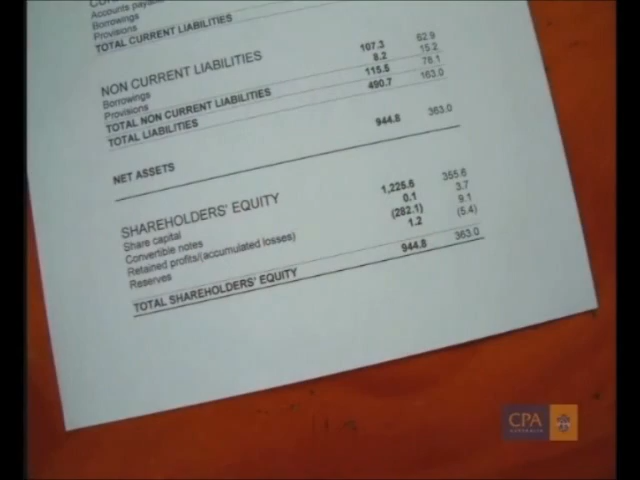 Accounts payable
Borrowings
Provisions
TOTAL CURRENT LIABILITIES
NON CURRENT LIABILITIES
Borrowings 107.3 62.9
Provisions 8.2 15.2
TOTAL NON CURRENT LIABILITIES 115.5 78.1
TOTAL LIABILITIES 490.7 163.0
NET ASSETS 944.8 363.0
SHAREHOLDERS' EQUITY
Share capital 1,225.6 355.6
Convertible notes 0.1 3.7
Retained profits/(accumulated losses) (282.1) 9.1
Reserves 1.2 (5.4)
TOTAL SHAREHOLDERS' EQUITY 944.8 363.0
CPA
AUSTRALIA